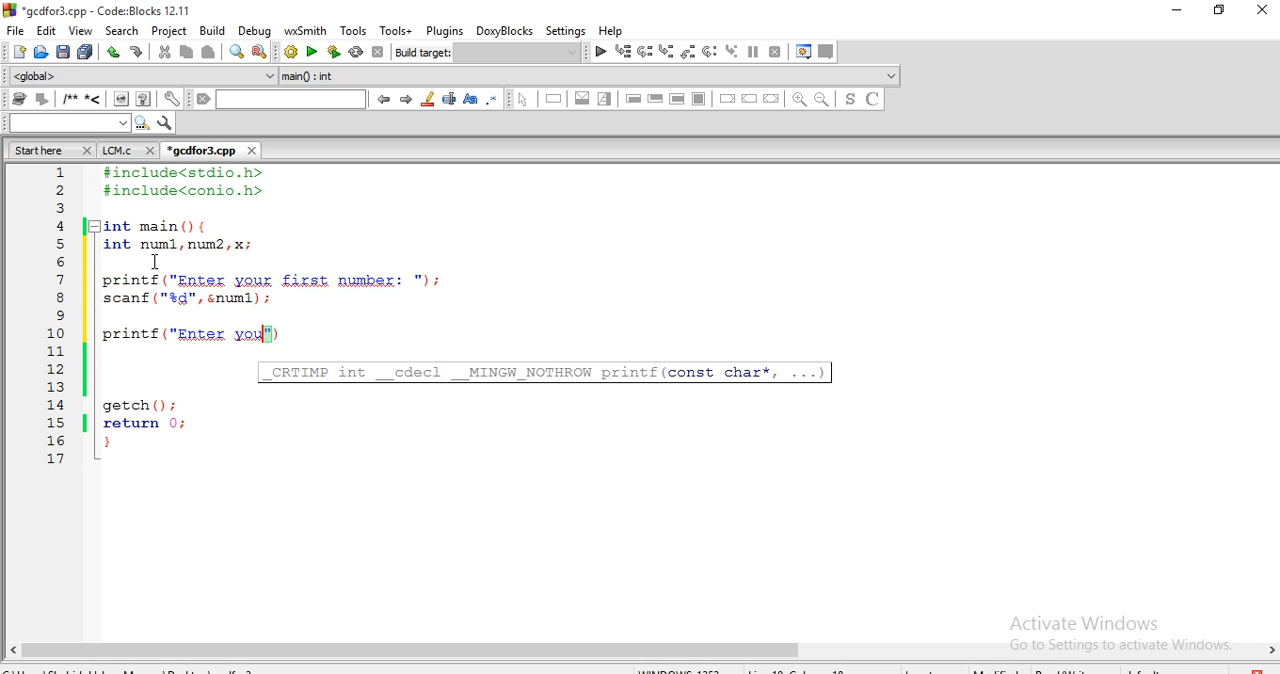 *gcdfor3.cpp - Code::Blocks 12.11
File Edit View Search Project Build Debug wxSmith Tools Tools+ Plugins DoxyBlocks Settings Help
Build target:
<global> main() : int
/** *<
Aa .* S C
Start here LCM.c *gcdfor3.cpp
1 #include<stdio.h>
2 #include<conio.h>
3
4 int main(){
5 int num1,num2,x;
6
7 printf("Enter your first number: ");
8 scanf("%d",&num1);
9
10 printf("Enter you")
11
12 _CRTIMP int __cdecl __MINGW_NOTHROW printf(const char*, ...)
13
14 getch();
15 return 0;
16 }
17
Activate Windows
Go to Settings to activate Windows.